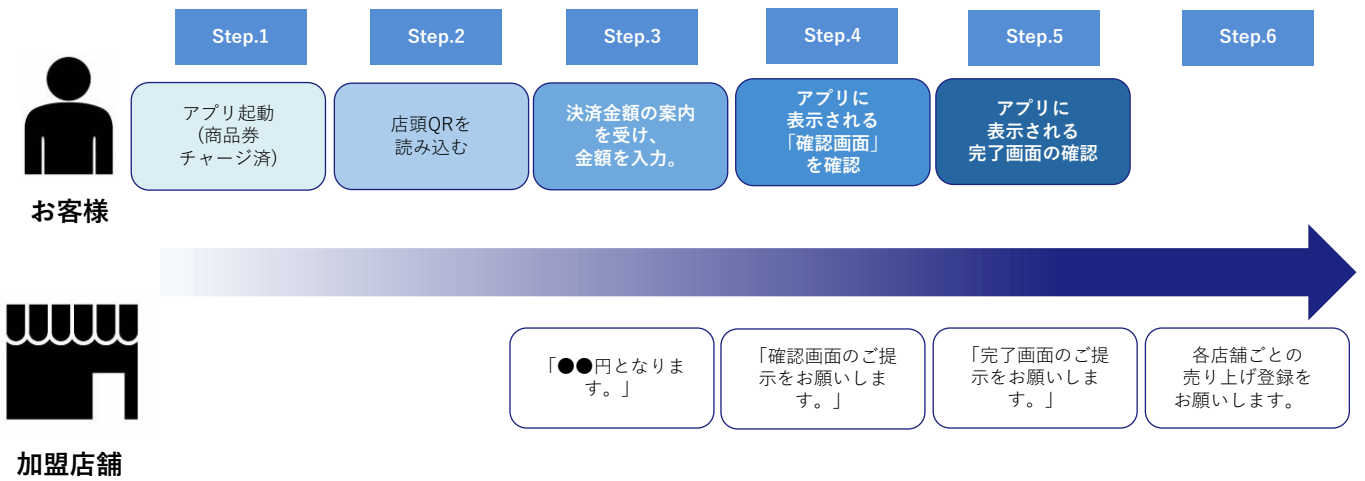 Step.1
Step.2
Step.3
Step.4
Step.5
Step.6
アプリ起動
(商品券
チャージ済)
店頭QRを
読み込む
決済金額の案内
を受け、
金額を入力。
アプリに
表示される
「確認画面」
を確認
アプリに
表示される
完了画面の確認
お客様
「●●円となりま
す。」
「確認画面のご提
示をお願いしま
す。」
「完了画面のご提
示をお願いしま
す。」
各店舗ごとの
売り上げ登録を
お願いします。
加盟店舗